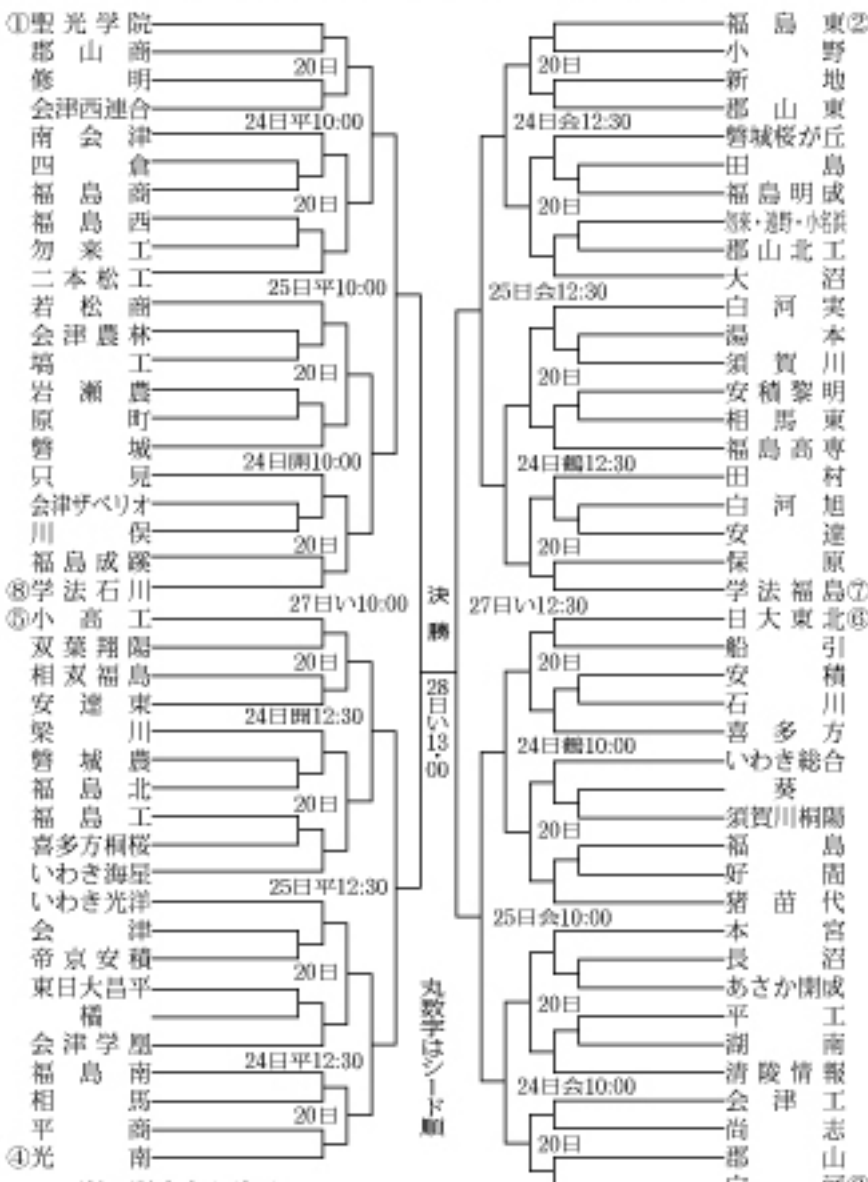 ①聖光学院
郡山商
修明
会津西連合
南会津
四倉
福島商
福島西
勿来工
二本松工
若松商
会津農林
塙工
岩瀬農
原町
磐城
只見
会津ザベリオ
川俣
福島成蹊
⑧学法石川
⑤小高工
双葉翔陽
相双福島
安達東
梁川
磐城農
福島北
福島工
喜多方桐桜
いわき海星
いわき光洋
会津
帝京安積
東日大昌平
橘
会津学鳳
福島南
相馬
平商
④光南
20日
24日平10:00
20日
25日平10:00
20日
24日開10:00
20日
27日い10:00
20日
24日開12:30
20日
25日平12:30
20日
24日平12:30
20日
決勝
28日い13・00
丸数字はシード順
20日
24日会12:30
20日
25日会12:30
20日
24日鶴12:30
20日
27日い12:30
20日
24日鶴10:00
20日
25日会10:00
20日
24日会10:00
20日
福島東②
小野
新地
郡山東
磐城桜が丘
田島
福島明成
勿来・遠野・小名浜
郡山北工
大沼
白河実
湯本
須賀川
安積黎明
相馬東
福島高専
田村
白河旭
安達
保原
学法福島⑦
日大東北⑥
船引
安積
石川
喜多方
いわき総合
葵
須賀川桐陽
福島
好間
猪苗代
本宮
長沼
あさか開成
平工
湖南
清陵情報
会津工
尚志
郡山